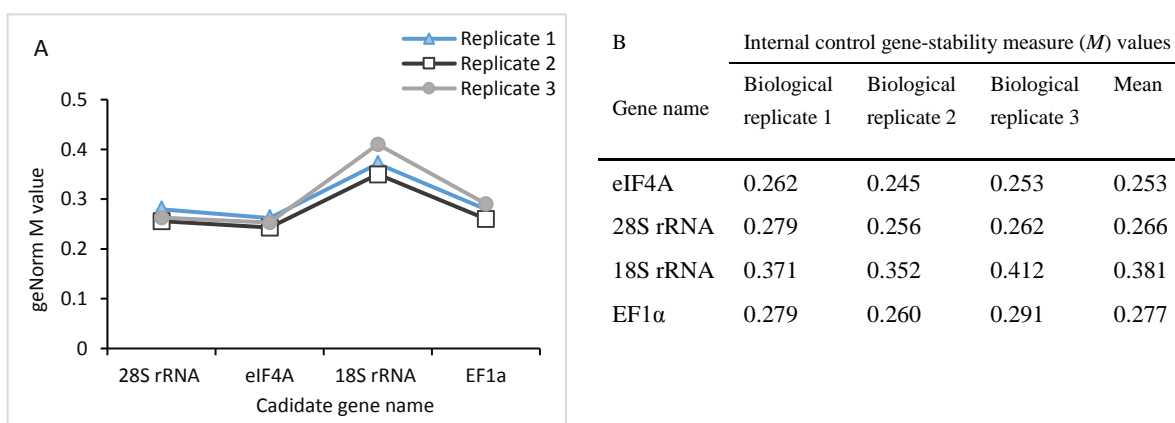 A
Replicate 1
Replicate 2
Replicate 3
0.5
0.4
0.3
0.2
0.1
0
geNorm M value
28S rRNA eIF4A 18S rRNA EF1a
Cadidate gene name
B Internal control gene-stability measure (M) values
Gene name Biological replicate 1 Biological replicate 2 Biological replicate 3 Mean
eIF4A 0.262 0.245 0.253 0.253
28S rRNA 0.279 0.256 0.262 0.266
18S rRNA 0.371 0.352 0.412 0.381
EF1α 0.279 0.260 0.291 0.277